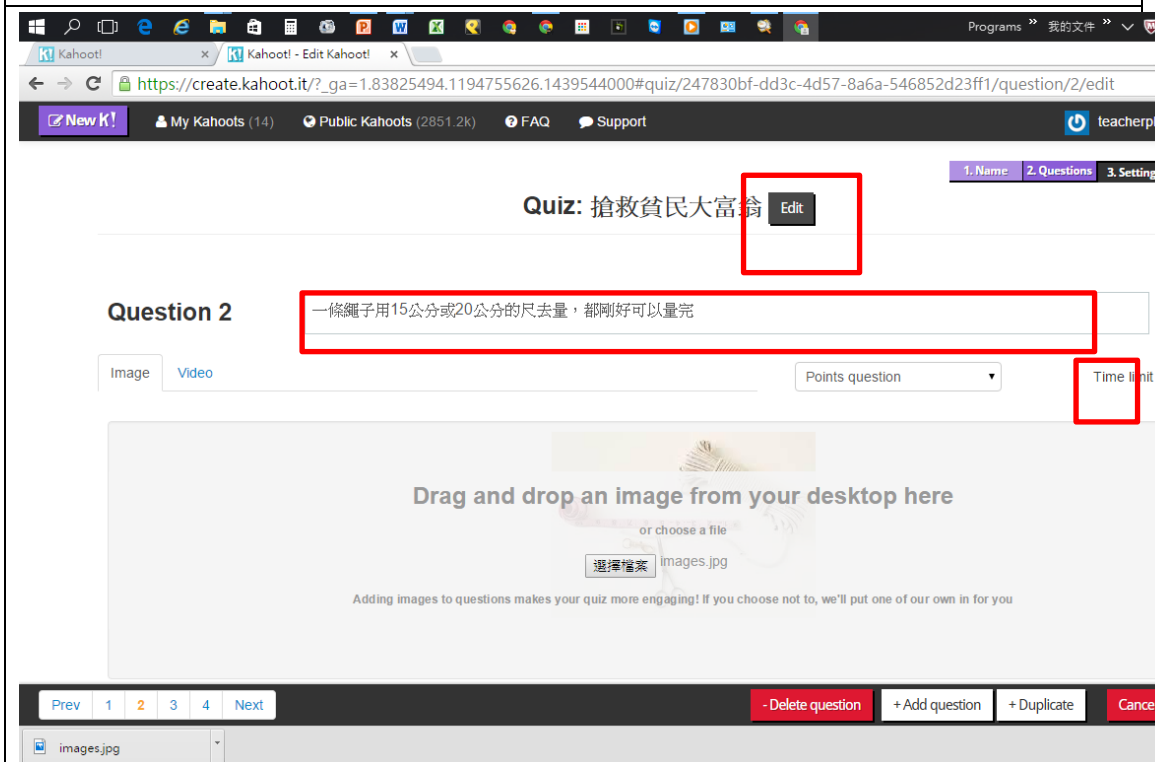 Programs » 我的文件 »
Kahoot! × Kahoot! - Edit Kahoot! ×
https://create.kahoot.it/?_ga=1.83825494.1194755626.1439544000#quiz/247830bf-dd3c-4d57-8a6a-546852d23ff1/question/2/edit
New K! My Kahoots (14) Public Kahoots (2851.2k) FAQ Support teacherpl
1. Name 2. Questions 3. Setting
Quiz: 搶救貧民大富翁 Edit
Question 2 一條繩子用15公分或20公分的尺去量，都剛好可以量完
Image Video Points question Time limit
Drag and drop an image from your desktop here
or choose a file
選擇檔案 images.jpg
Adding images to questions makes your quiz more engaging! If you choose not to, we'll put one of our own in for you
Prev 1 2 3 4 Next - Delete question + Add question + Duplicate Cance
images.jpg